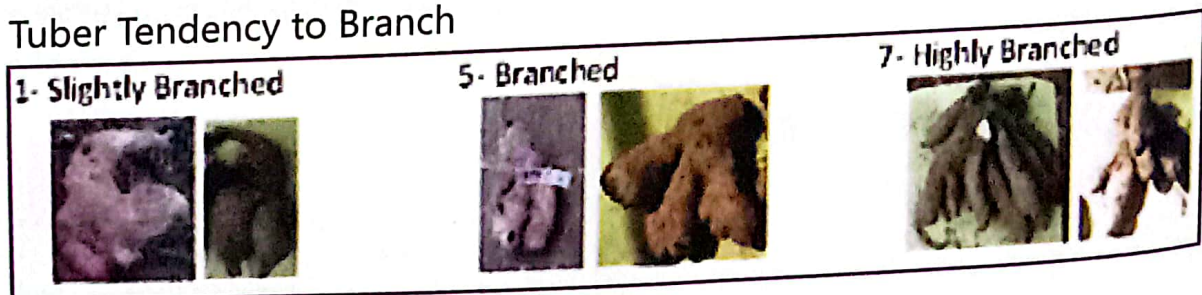 Tuber Tendency to Branch
1- Slightly Branched
5- Branched
7- Highly Branched